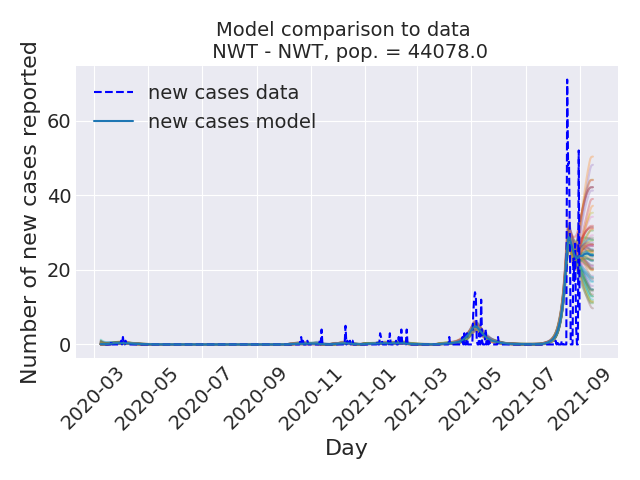 Model comparison to data
NWT - NWT, pop. = 44078.0
Number of new cases reported
new cases data
new cases model
60
40
20
0
2020-03
2020-05
2020-07
2020-09
2020-11
2021-01
2021-03
2021-05
2021-07
2021-09
Day